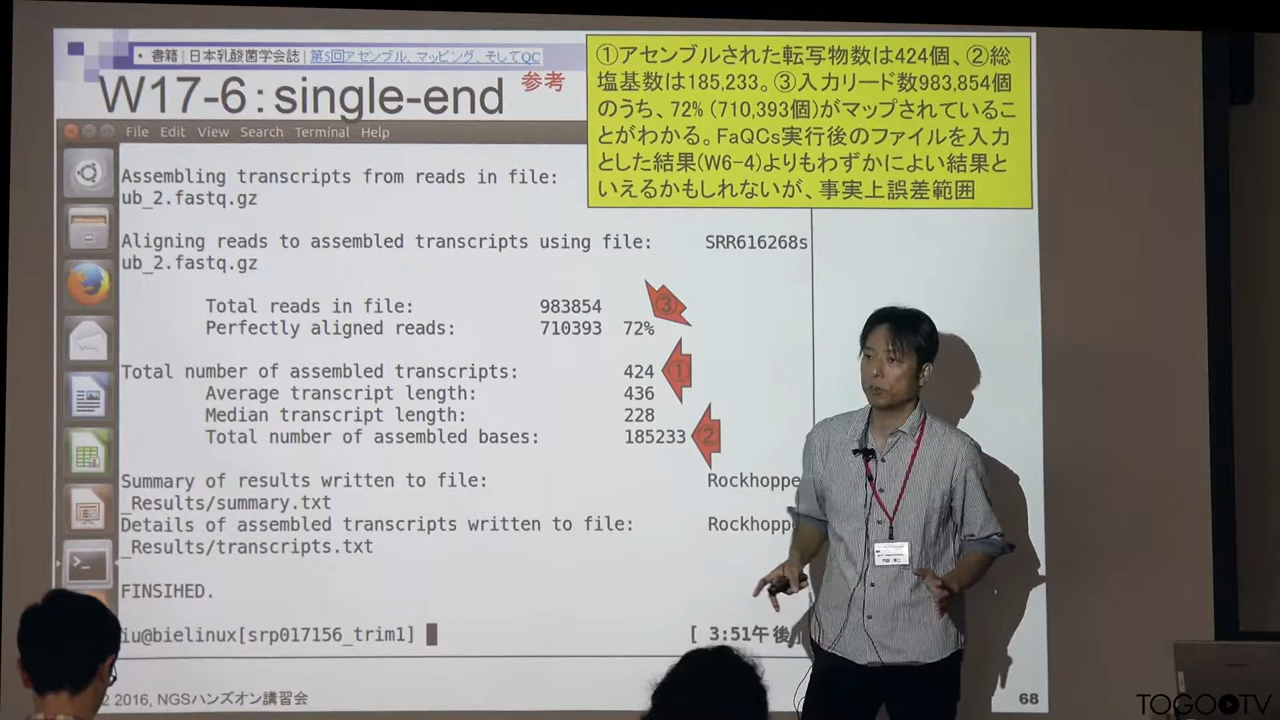 ・書籍 | 日本乳酸菌学会誌 | 第5回アセンブル、マッピング、そしてQC
W17-6：single-end 参考
①アセンブルされた転写物数は424個、②総
塩基数は185,233。③入力リード数983,854個
のうち、72% (710,393個)がマップされているこ
とがわかる。FaQCs実行後のファイルを入力
とした結果(W6-4)よりもわずかによい結果と
いえるかもしれないが、事実上誤差範囲
File Edit View Search Terminal Help
Assembling transcripts from reads in file:
ub_2.fastq.gz
Aligning reads to assembled transcripts using file: SRR616268s
ub_2.fastq.gz
Total reads in file: 983854 ③
Perfectly aligned reads: 710393 72%
Total number of assembled transcripts: 424 ①
Average transcript length: 436
Median transcript length: 228
Total number of assembled bases: 185233 ②
Summary of results written to file: Rockhoppe
_Results/summary.txt
Details of assembled transcripts written to file: Rockhopp
_Results/transcripts.txt
FINSIHED.
iu@bielinux[srp017156_trim1] [ 3:51午後]
2 2016, NGSハンズオン講習会
68
TOGOTV